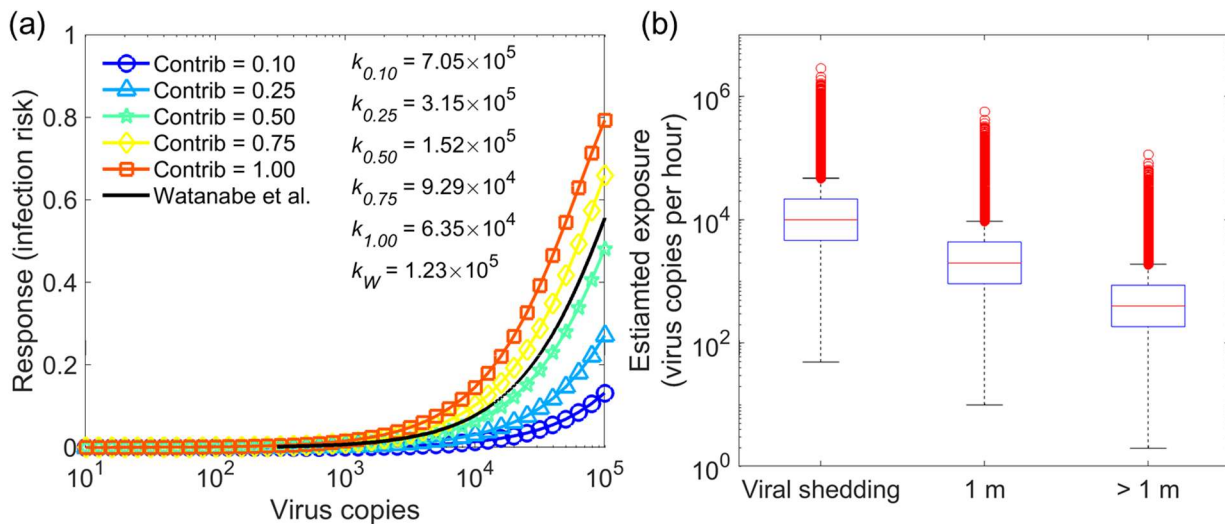 (a)
1
0.8
0.6
0.4
0.2
0
Response (infection risk)
Contrib = 0.10
Contrib = 0.25
Contrib = 0.50
Contrib = 0.75
Contrib = 1.00
Watanabe et al.
k0.10 = 7.05×10^5
k0.25 = 3.15×10^5
k0.50 = 1.52×10^5
k0.75 = 9.29×10^4
k1.00 = 6.35×10^4
kW = 1.23×10^5
10^1 10^2 10^3 10^4 10^5
Virus copies
(b)
Estiamted exposure
(virus copies per hour)
10^6
10^4
10^2
10^0
Viral shedding 1 m > 1 m